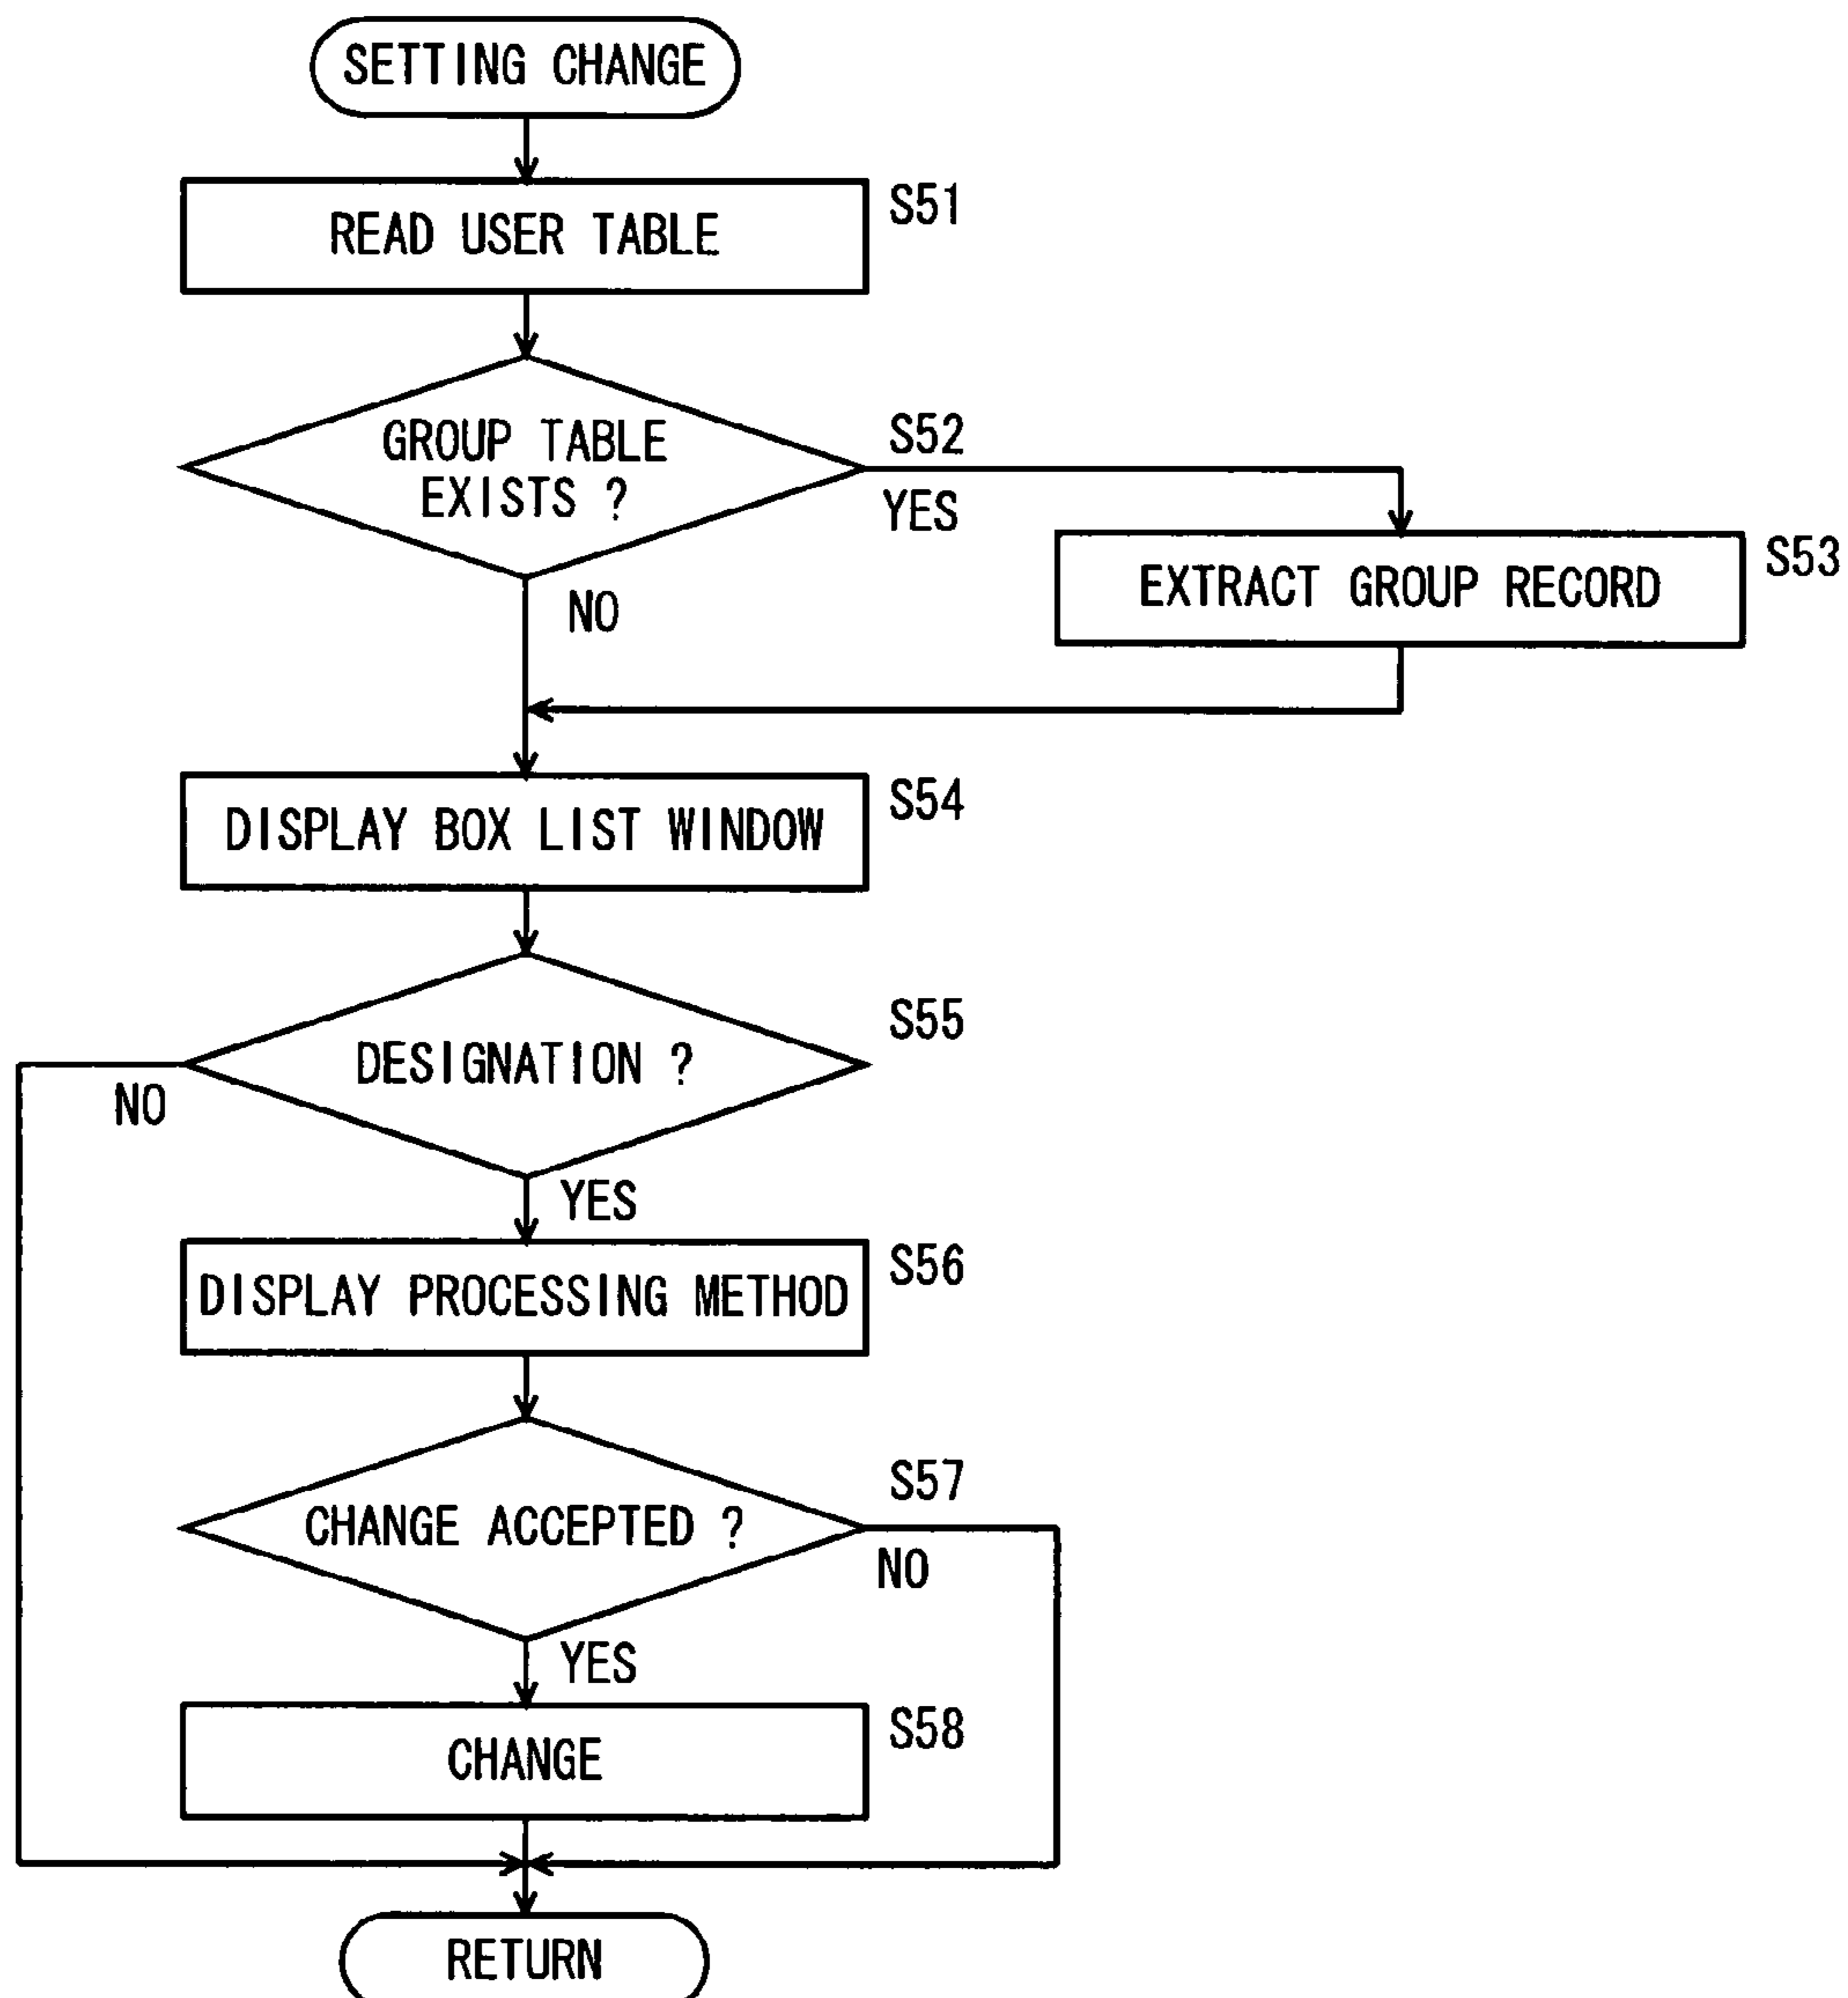 SETTING CHANGE
READ USER TABLE
S51
GROUP TABLE
EXISTS ?
S52
YES
NO
EXTRACT GROUP RECORD
S53
DISPLAY BOX LIST WINDOW
S54
DESIGNATION ?
S55
NO
YES
DISPLAY PROCESSING METHOD
S56
CHANGE ACCEPTED ?
S57
NO
YES
CHANGE
S58
RETURN